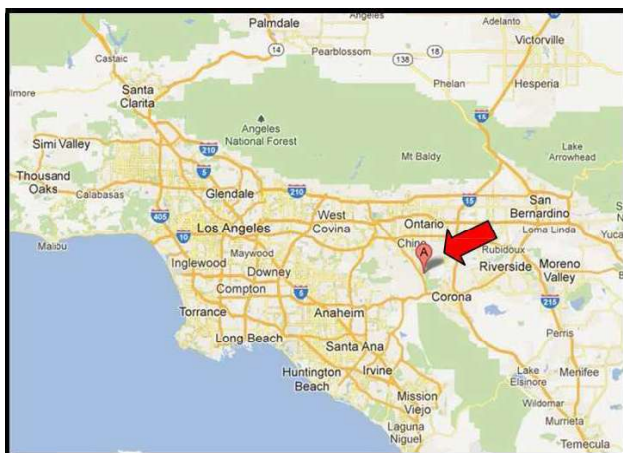 Angeles
Adelanto
Palmdale
Victorville
Castaic
14
Pearblossom
18
138
Santa
Clarita
Phelan
Hesperia
lmore
15
Angeles
National Forest
210
Simi Valley
5
Mt Baldy
Lake
Arrowhead
Thousand
Oaks
Calabasas
Glendale
210
15
San
Bernardino
405
West
Covina
Ontario
Los Angeles
Loma Linda
Yuca
Malibu
10
Chino
A
Rubidoux
Inglewood
Maywood
Downey
Riverside
Moreno
Valley
Compton
5
Corona
215
Torrance
Anaheim
Long Beach
Santa Ana
Perris
Huntington
Beach
Irvine
Lake
Elsinore
Menifee
Mission
Viejo
Wildomar
Laguna
Niguel
Murrieta
Temecula